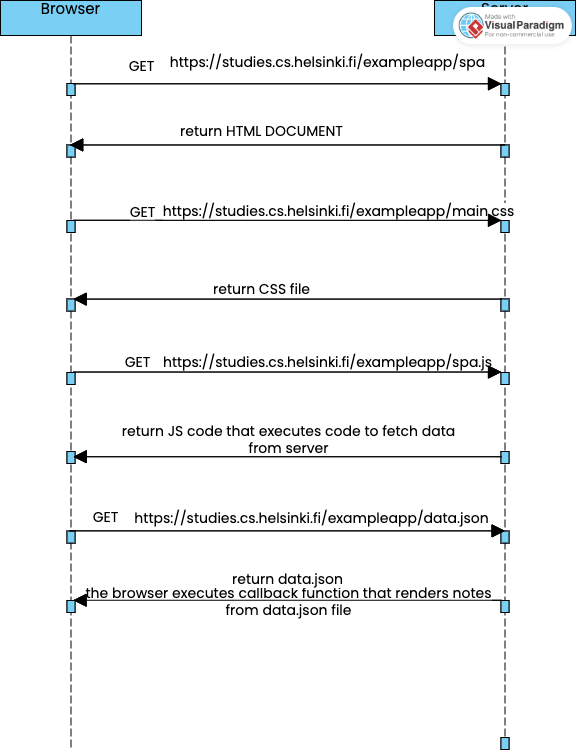 Browser
Server
Made with
VisualParadigm
For non-commercial use
GET https://studies.cs.helsinki.fi/exampleapp/spa
return HTML DOCUMENT
GET https://studies.cs.helsinki.fi/exampleapp/main.css
return CSS file
GET https://studies.cs.helsinki.fi/exampleapp/spa.js
return JS code that executes code to fetch data
from server
GET https://studies.cs.helsinki.fi/exampleapp/data.json
return data.json
the browser executes callback function that renders notes
from data.json file